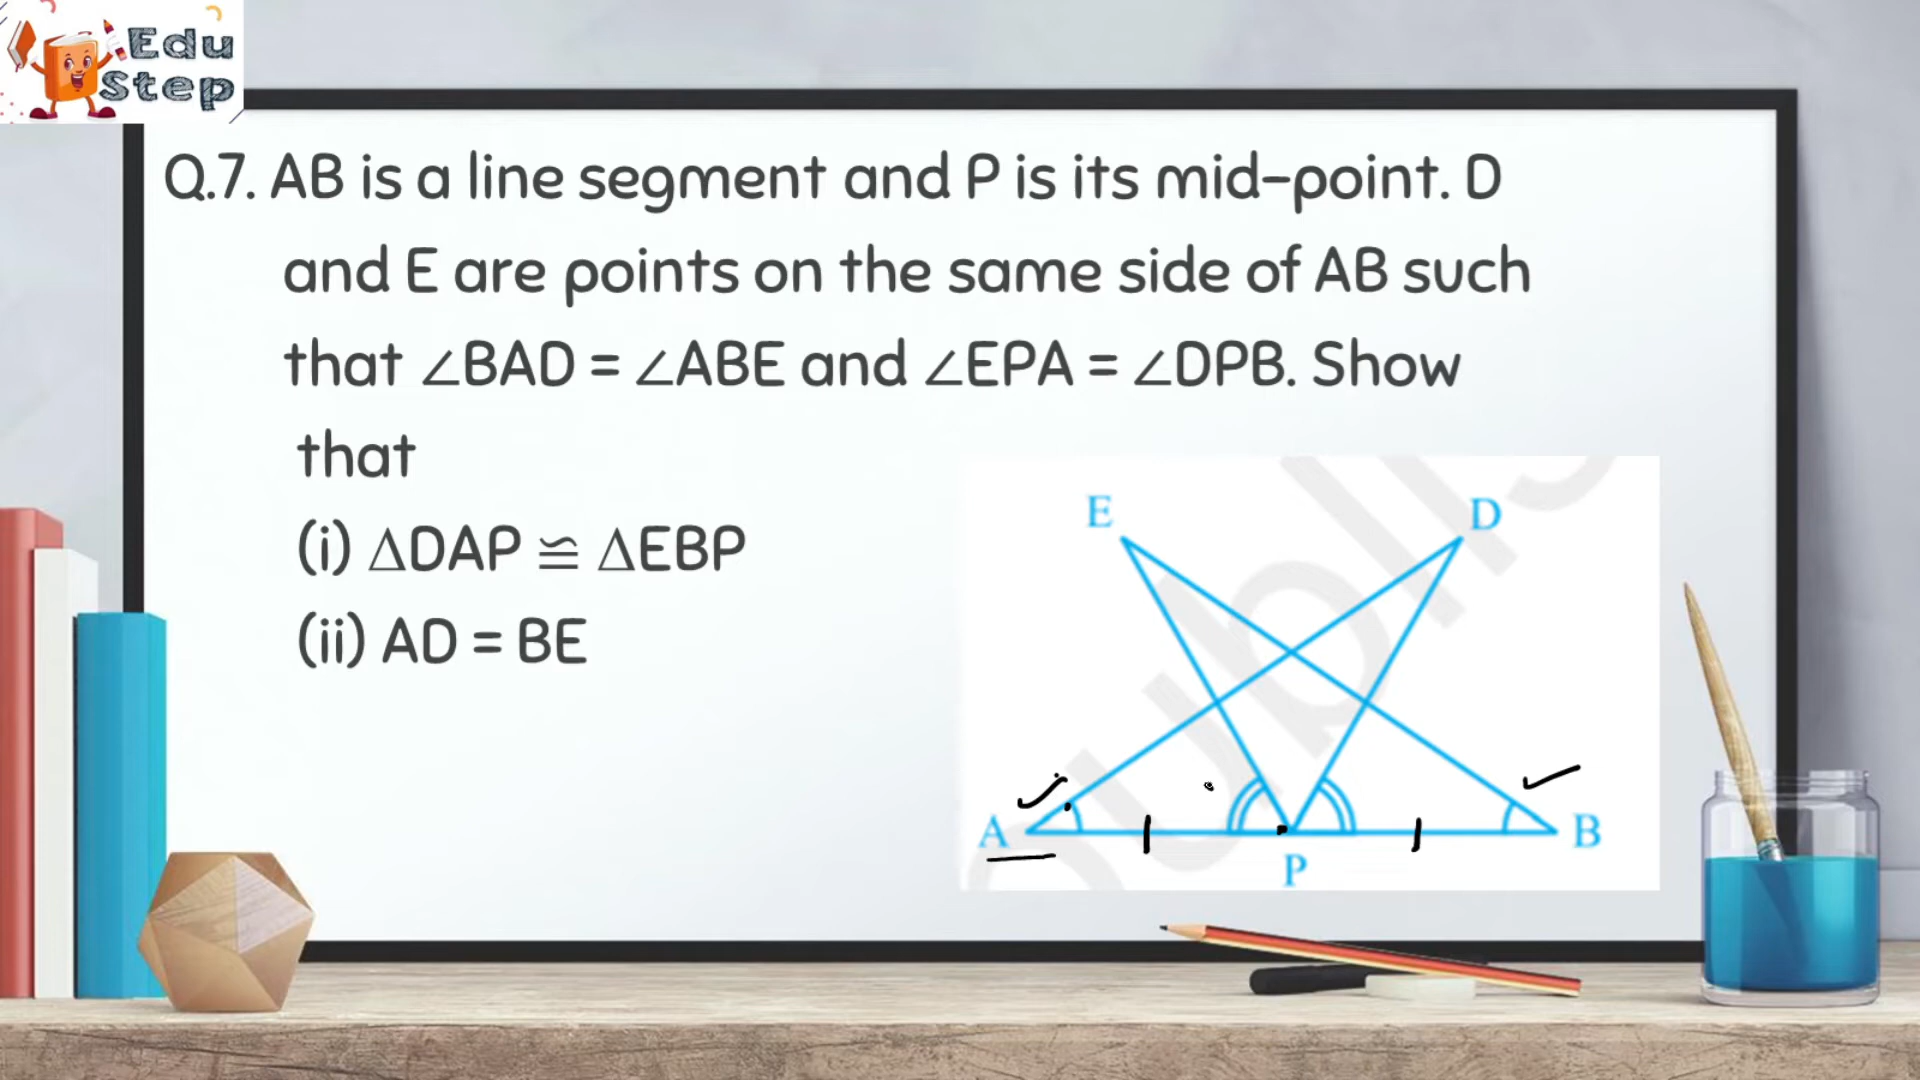 Edu
Step
Q.7. AB is a line segment and P is its mid-point. D
and E are points on the same side of AB such
that ∠BAD = ∠ABE and ∠EPA = ∠DPB. Show
that
(i) ΔDAP ≌ ΔEBP
(ii) AD = BE
E
D
A
B
P